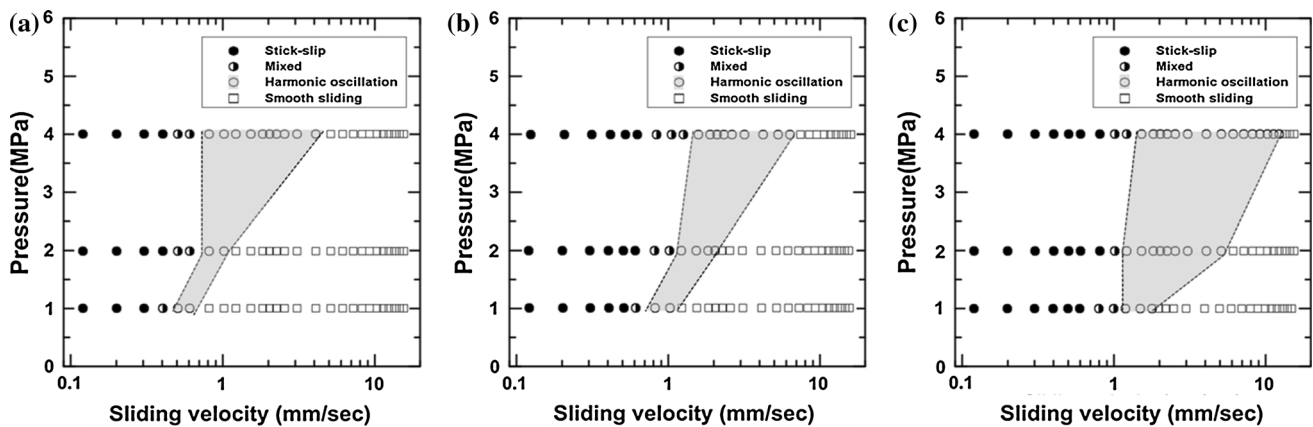 (a)
6
5
4
3
2
1
0
Pressure(MPa)
Stick-slip
Mixed
Harmonic oscillation
Smooth sliding
0.1
1
10
Sliding velocity (mm/sec)
(b)
6
5
4
3
2
1
0
Pressure(MPa)
Stick-slip
Mixed
Harmonic oscillation
Smooth sliding
0.1
1
10
Sliding velocity (mm/sec)
(c)
6
5
4
3
2
1
0
Pressure(MPa)
Stick-slip
Mixed
Harmonic oscillation
Smooth sliding
0.1
1
10
Sliding velocity (mm/sec)